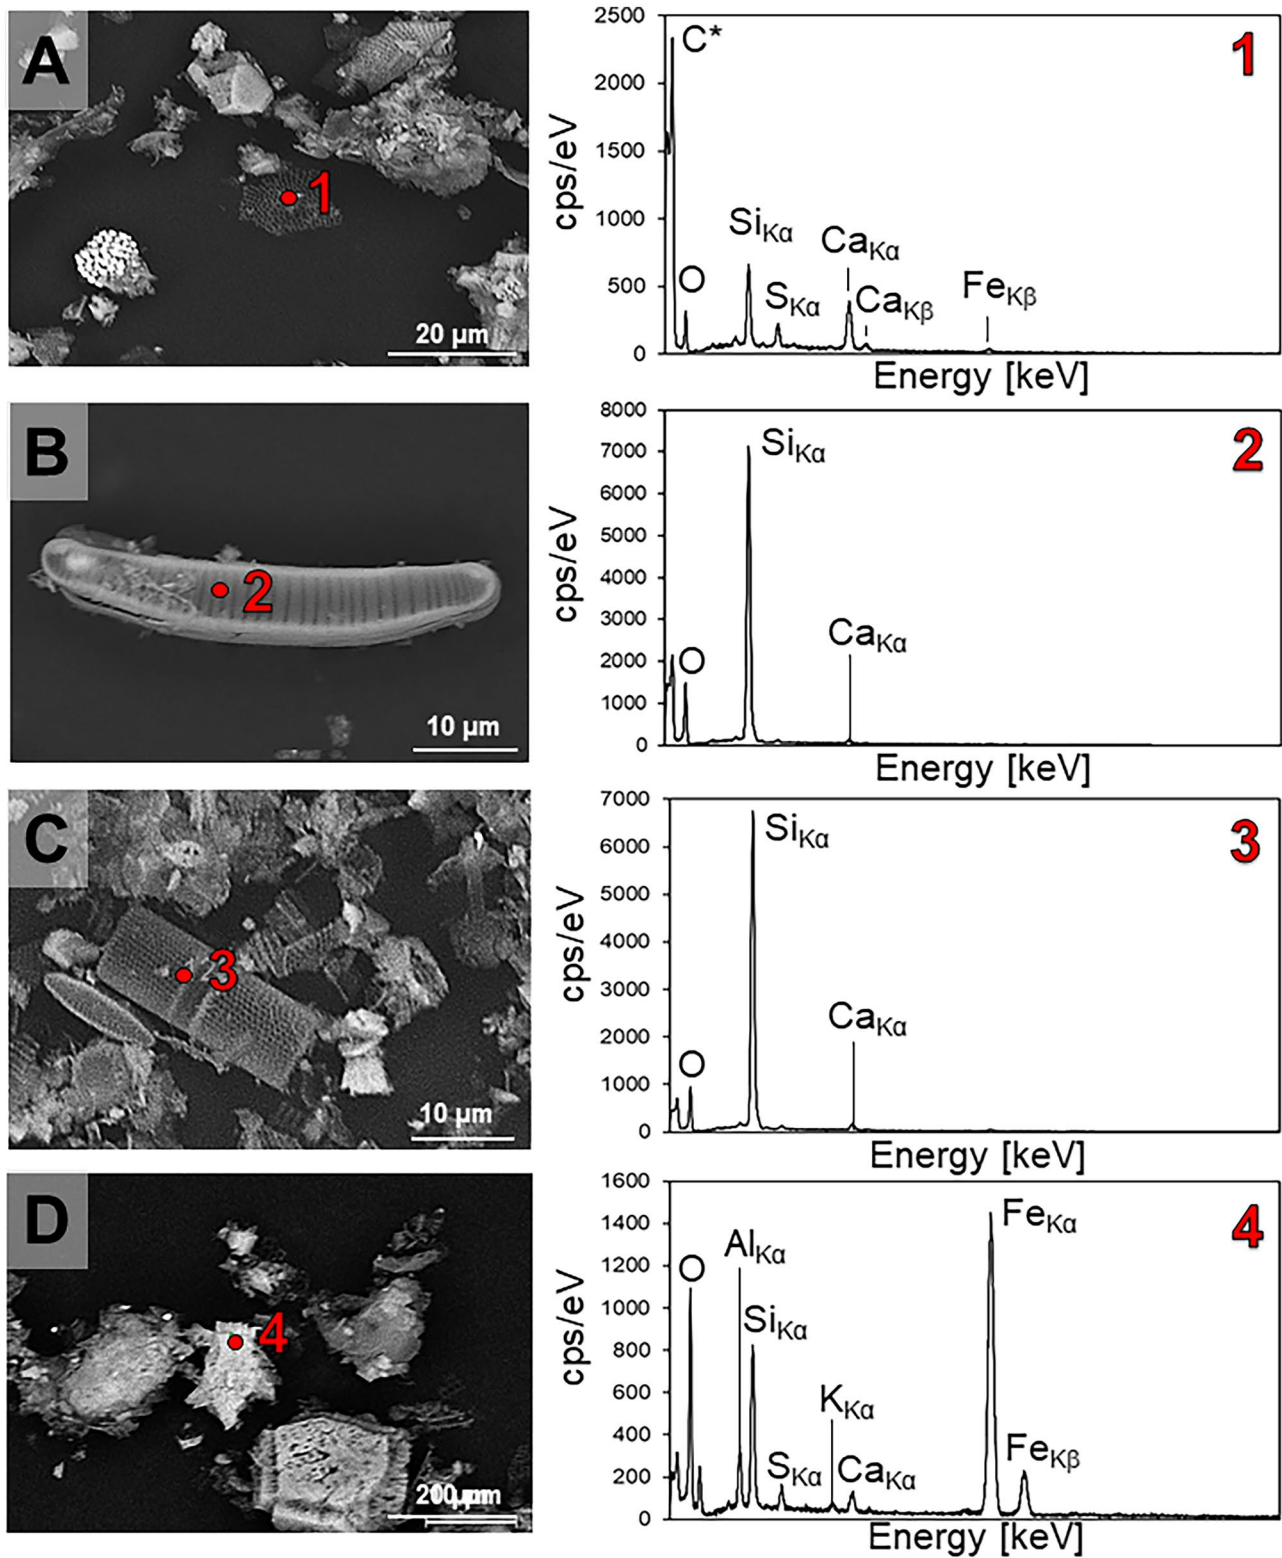 A
1
20 µm
2500
2000
1500
1000
500
0
cps/eV
C*
O
SiKα
SKα
CaKα
CaKβ
FeKβ
1
Energy [keV]
B
2
10 µm
8000
7000
6000
5000
4000
3000
2000
1000
0
cps/eV
O
SiKα
CaKα
2
Energy [keV]
C
3
10 µm
7000
6000
5000
4000
3000
2000
1000
0
cps/eV
O
SiKα
CaKα
3
Energy [keV]
D
4
1600
1400
1200
1000
800
600
400
200
0
cps/eV
O
AlKα
SiKα
SKα
KKα
CaKα
FeKα
FeKβ
4
Energy [keV]